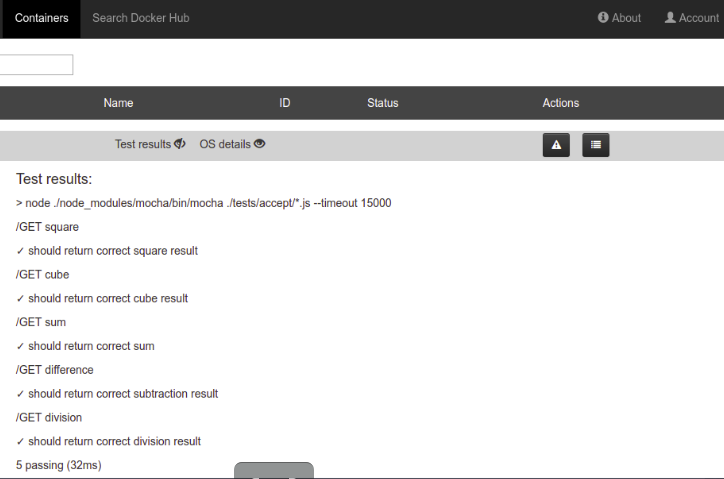 Containers Search Docker Hub About Account
Name ID Status Actions
Test results OS details
Test results:
> node ./node_modules/mocha/bin/mocha ./tests/accept/*.js --timeout 15000
/GET square
✓ should return correct square result
/GET cube
✓ should return correct cube result
/GET sum
✓ should return correct sum
/GET difference
✓ should return correct subtraction result
/GET division
✓ should return correct division result
5 passing (32ms)